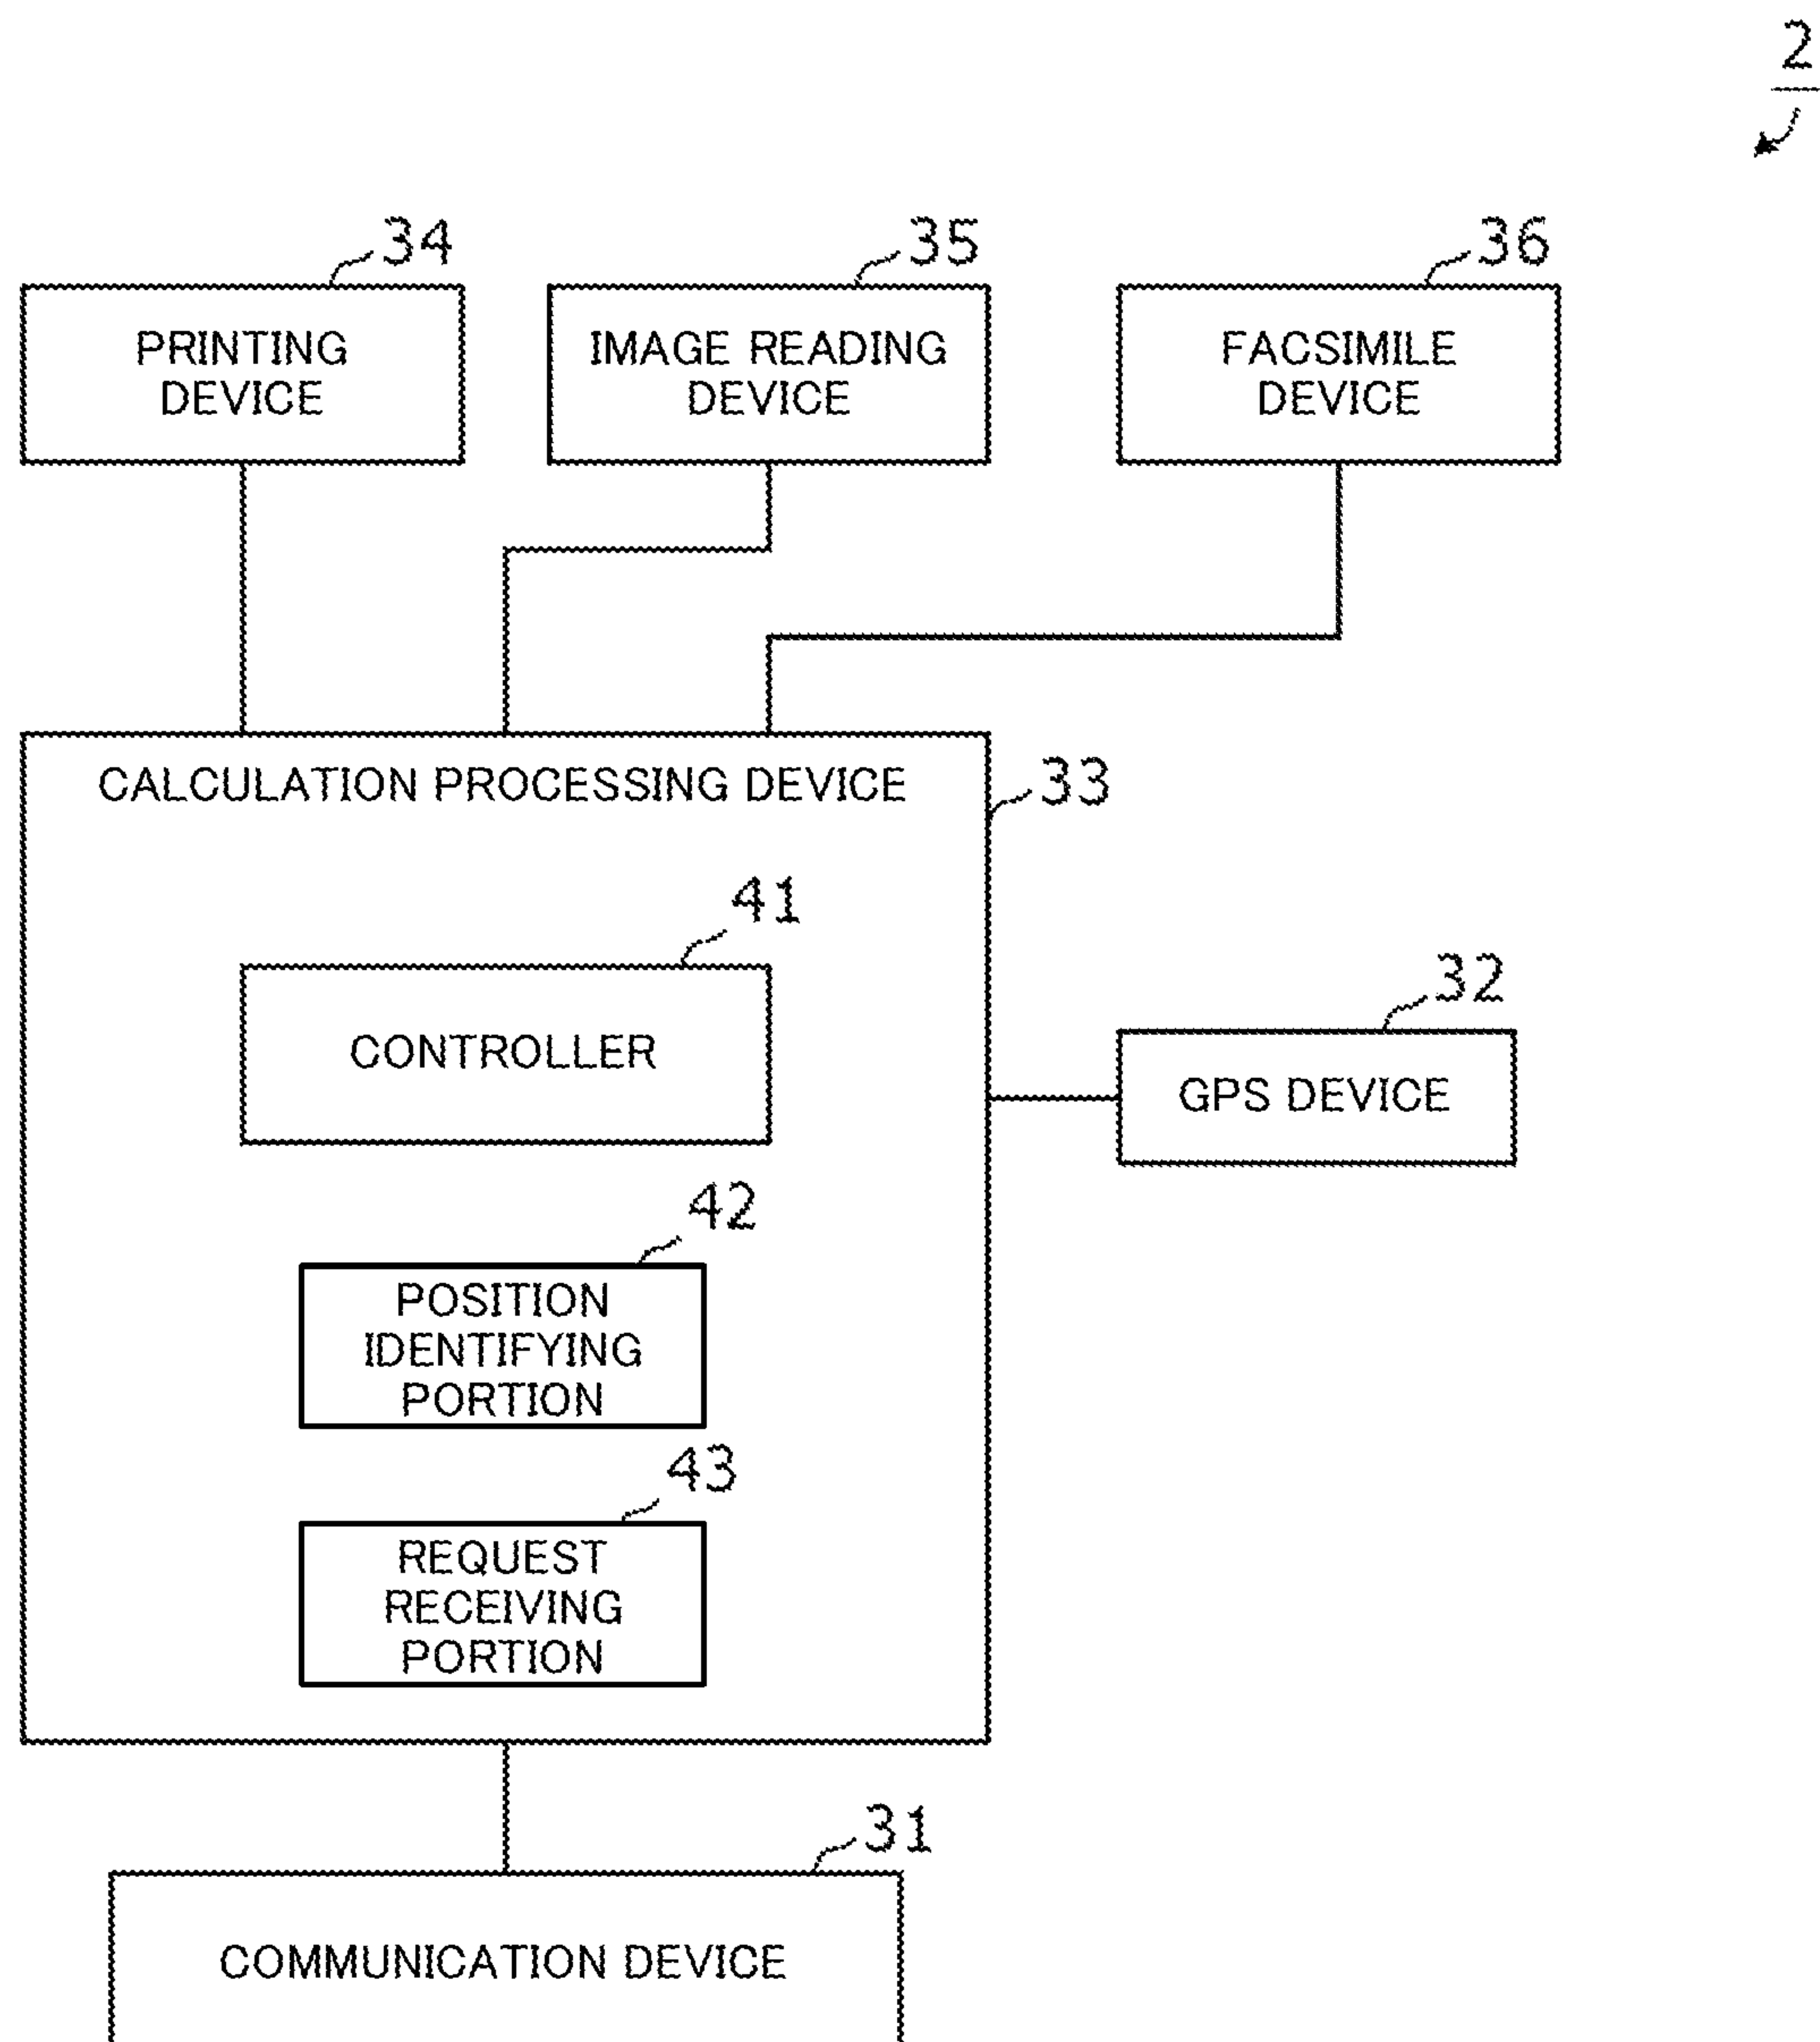 2
34
35
36
PRINTING
DEVICE
IMAGE READING
DEVICE
FACSIMILE
DEVICE
CALCULATION PROCESSING DEVICE
33
41
CONTROLLER
32
GPS DEVICE
42
POSITION
IDENTIFYING
PORTION
43
REQUEST
RECEIVING
PORTION
31
COMMUNICATION DEVICE